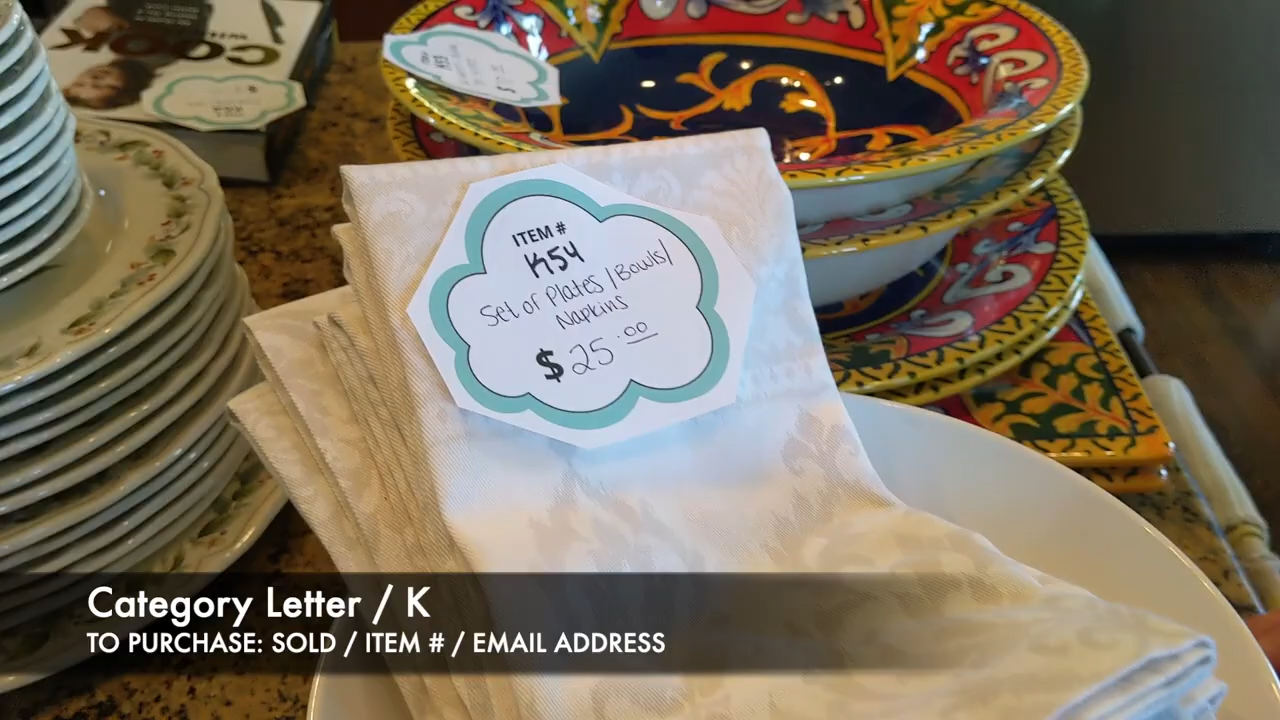 COOK
ITEM #
K54
Set of Plates / Bowls/
Napkins
$25.00
Category Letter / K
TO PURCHASE: SOLD / ITEM # / EMAIL ADDRESS